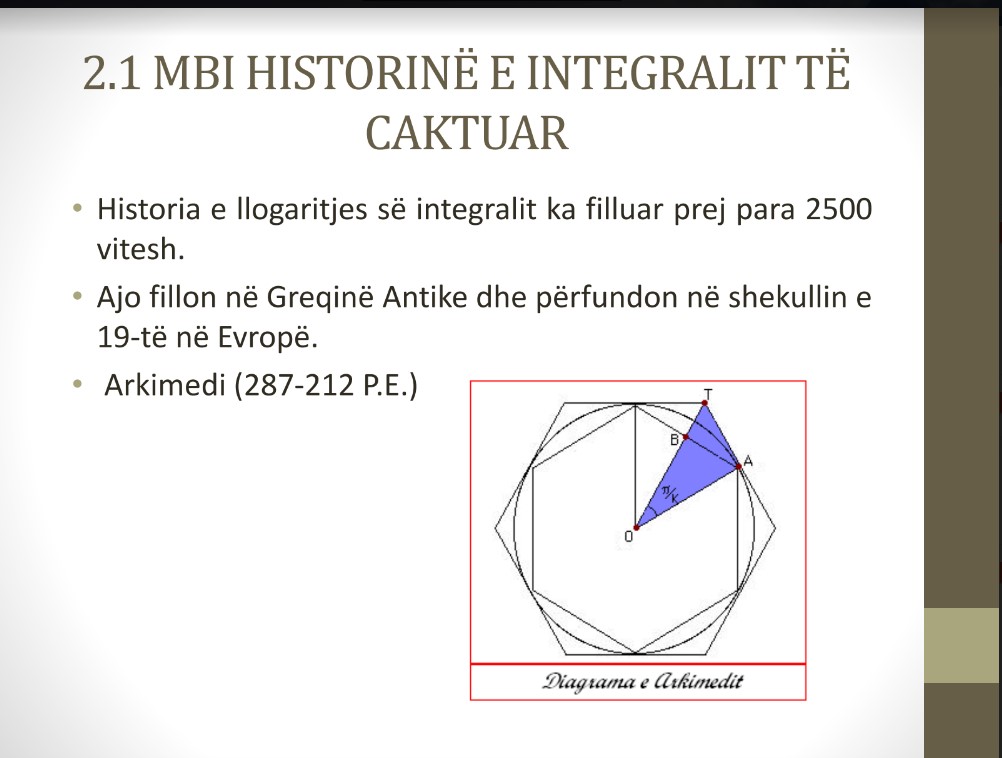 2.1 MBI HISTORINË E INTEGRALIT TË
CAKTUAR
• Historia e llogaritjes së integralit ka filluar prej para 2500
vitesh.
• Ajo fillon në Greqinë Antike dhe përfundon në shekullin e
19-të në Evropë.
• Arkimedi (287-212 P.E.)
T
B
A
π/K
O
Diagrama e Arkimedit